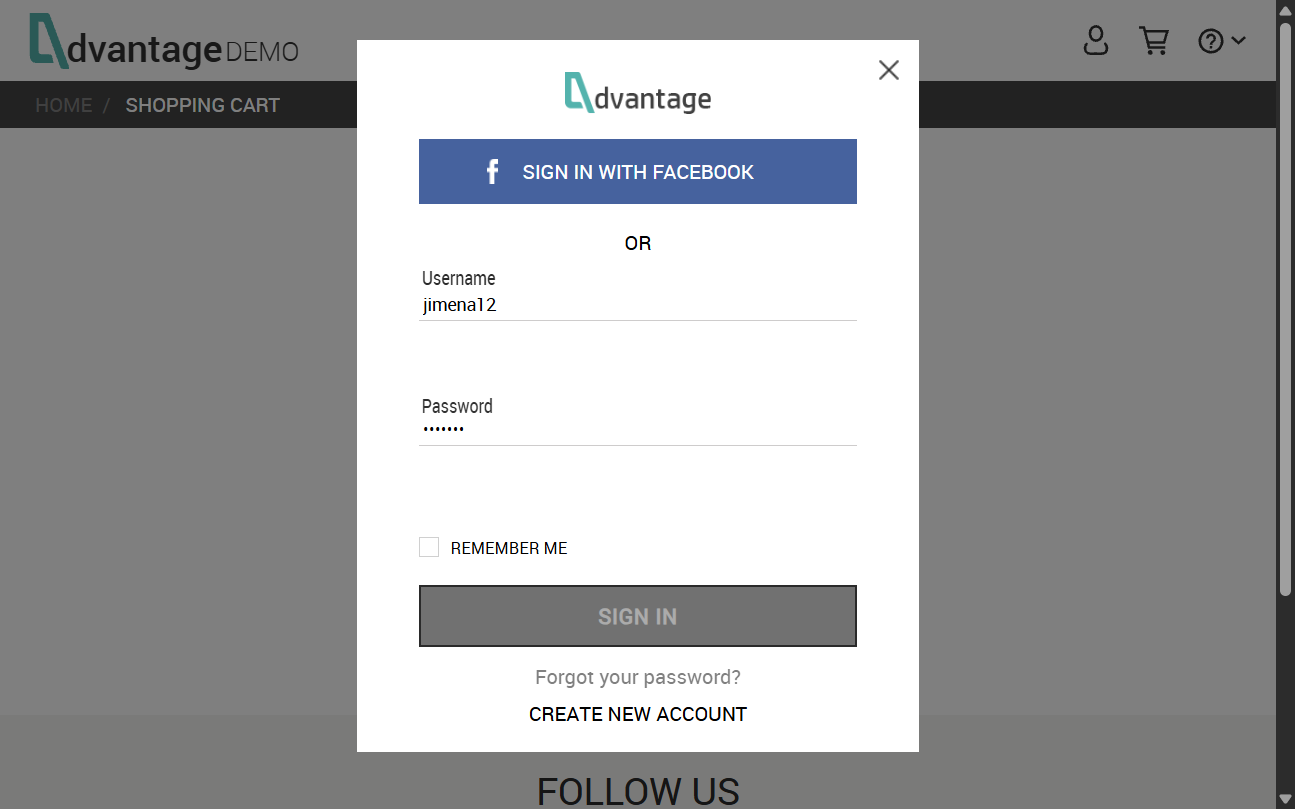 dvantage DEMO
HOME / SHOPPING CART
dvantage
SIGN IN WITH FACEBOOK
OR
Username
jimena12
Password
•••••••
REMEMBER ME
SIGN IN
Forgot your password?
CREATE NEW ACCOUNT
FOLLOW US